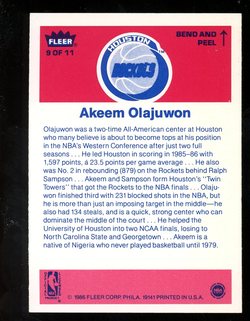 FLEER
9 OF 11
HOUSTON
ROCKETS
BEND AND
PEEL
Akeem Olajuwon
Olajuwon was a two-time All-American center at Houston
who many believe is about to become tops at his position
in the NBA's Western Conference after just two full
seasons . . . He led Houston in scoring in 1985-86 with
1,597 points, a 23.5 points per game average . . . He also
was No. 2 in rebounding (879) on the Rockets behind Ralph
Sampson . . . Akeem and Sampson form Houston's "Twin
Towers" that got the Rockets to the NBA finals . . . Olaju-
won finished third with 231 blocked shots in the NBA, but
he is more than just an imposing target in the middle—he
also had 134 steals, and is a quick, strong center who can
dominate the middle of the court . . . He helped the
University of Houston into two NCAA finals, losing to
North Carolina State and Georgetown . . . Akeem is a
native of Nigeria who never played basketball until 1979.
© 1986 FLEER CORP. PHILA. 19141 PRINTED IN U.S.A.